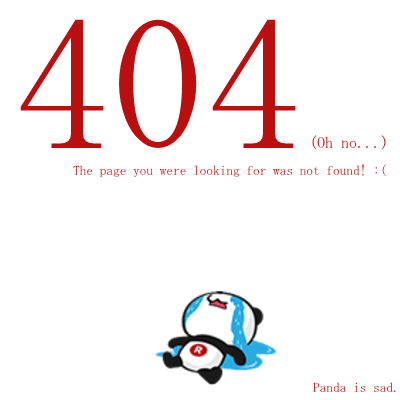 404 (Oh no...)
The page you were looking for was not found! :(
R
Panda is sad.